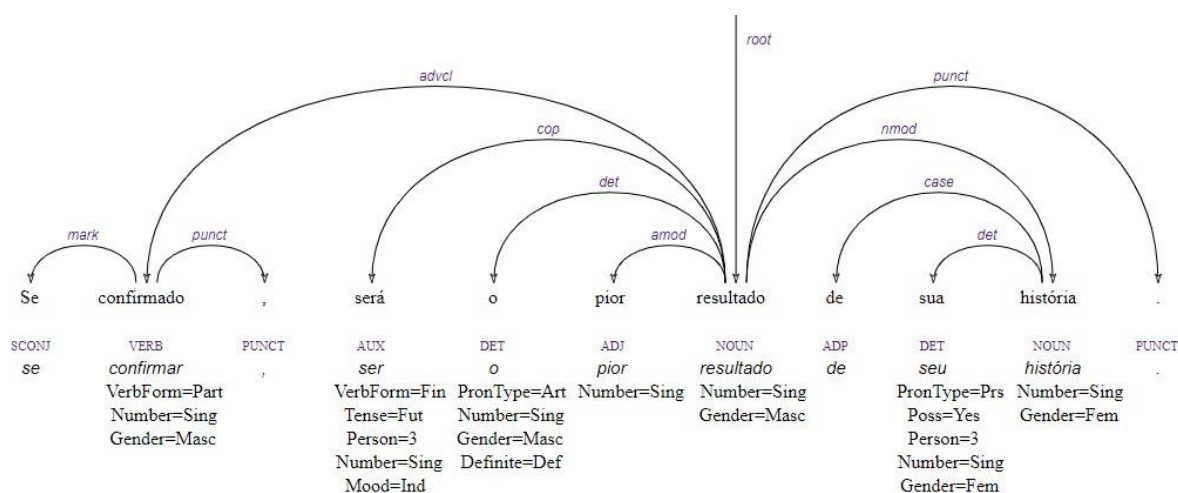 root
advcl punct
cop nmod
det case
mark punct amod det
Se confirmado , será o pior resultado de sua história .
SCONJ VERB PUNCT AUX DET ADJ NOUN ADP DET NOUN PUNCT
se confirmar , ser o pior resultado de seu história .
VerbForm=Part VerbForm=Fin PronType=Art Number=Sing Number=Sing PronType=Prs Number=Sing
Number=Sing Tense=Fut Number=Sing Gender=Masc Poss=Yes Gender=Fem
Gender=Masc Person=3 Gender=Masc Person=3
Number=Sing Definite=Def Number=Sing
Mood=Ind Gender=Fem